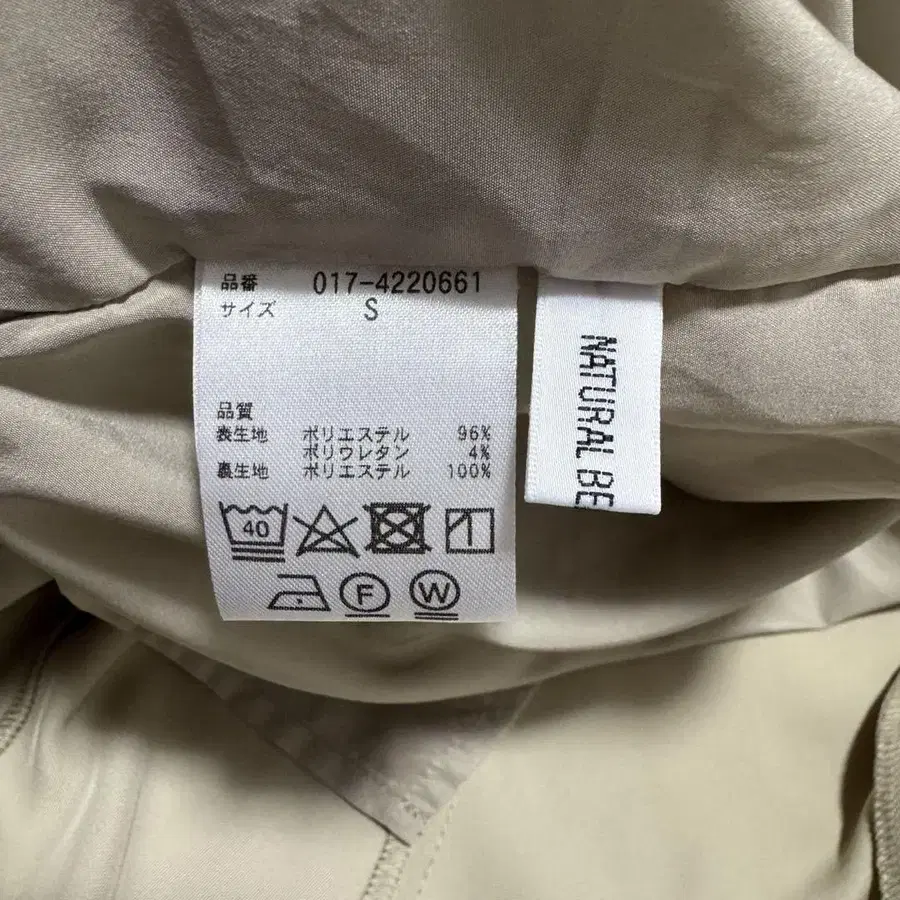 品番 017-4220661
サイズ S
品質
表生地 ポリエステル 96%
ポリウレタン 4%
裏生地 ポリエステル 100%
40
F W
NATURAL BE